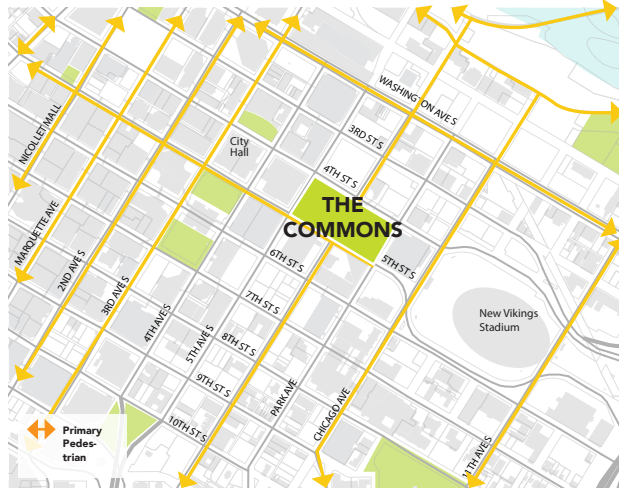 WASHINGTON AVE S
NICOLLET MALL
3RD ST S
City
Hall
4TH ST S
THE
COMMONS
MARQUETTE AVE
2ND AVE S
3RD AVE S
6TH ST S
5TH ST S
4TH AVE S
7TH ST S
New Vikings
Stadium
5TH AVE S
8TH ST S
9TH ST S
PARK AVE
CHICAGO AVE
10TH ST S
11TH AVE S
Primary
Pedes-
trian